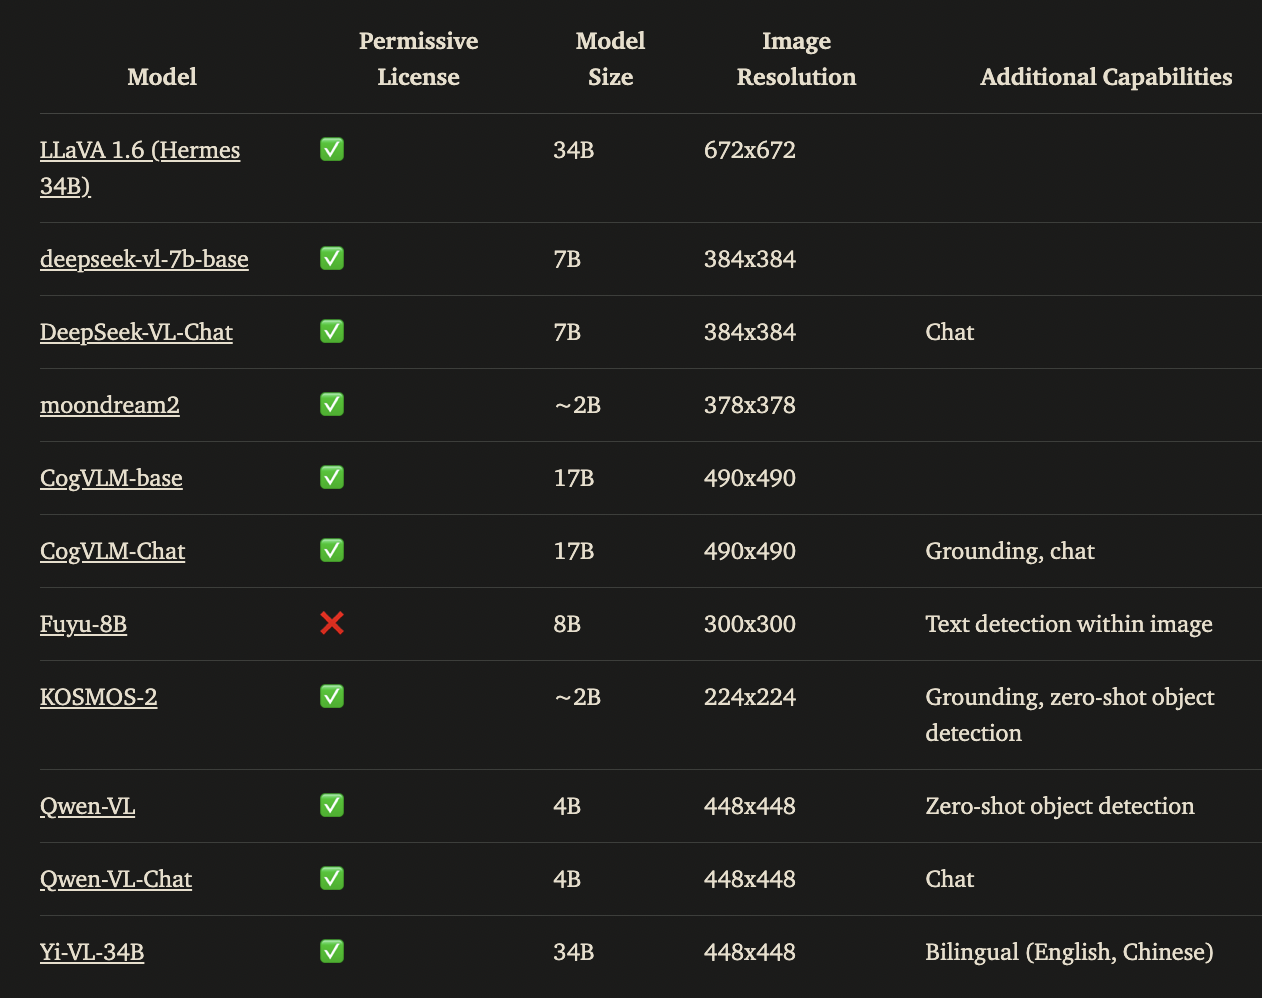 Model Permissive License Model Size Image Resolution Additional Capabilities
LLaVA 1.6 (Hermes 34B) ✅ 34B 672x672
deepseek-vl-7b-base ✅ 7B 384x384
DeepSeek-VL-Chat ✅ 7B 384x384 Chat
moondream2 ✅ ~2B 378x378
CogVLM-base ✅ 17B 490x490
CogVLM-Chat ✅ 17B 490x490 Grounding, chat
Fuyu-8B ❌ 8B 300x300 Text detection within image
KOSMOS-2 ✅ ~2B 224x224 Grounding, zero-shot object detection
Qwen-VL ✅ 4B 448x448 Zero-shot object detection
Qwen-VL-Chat ✅ 4B 448x448 Chat
Yi-VL-34B ✅ 34B 448x448 Bilingual (English, Chinese)